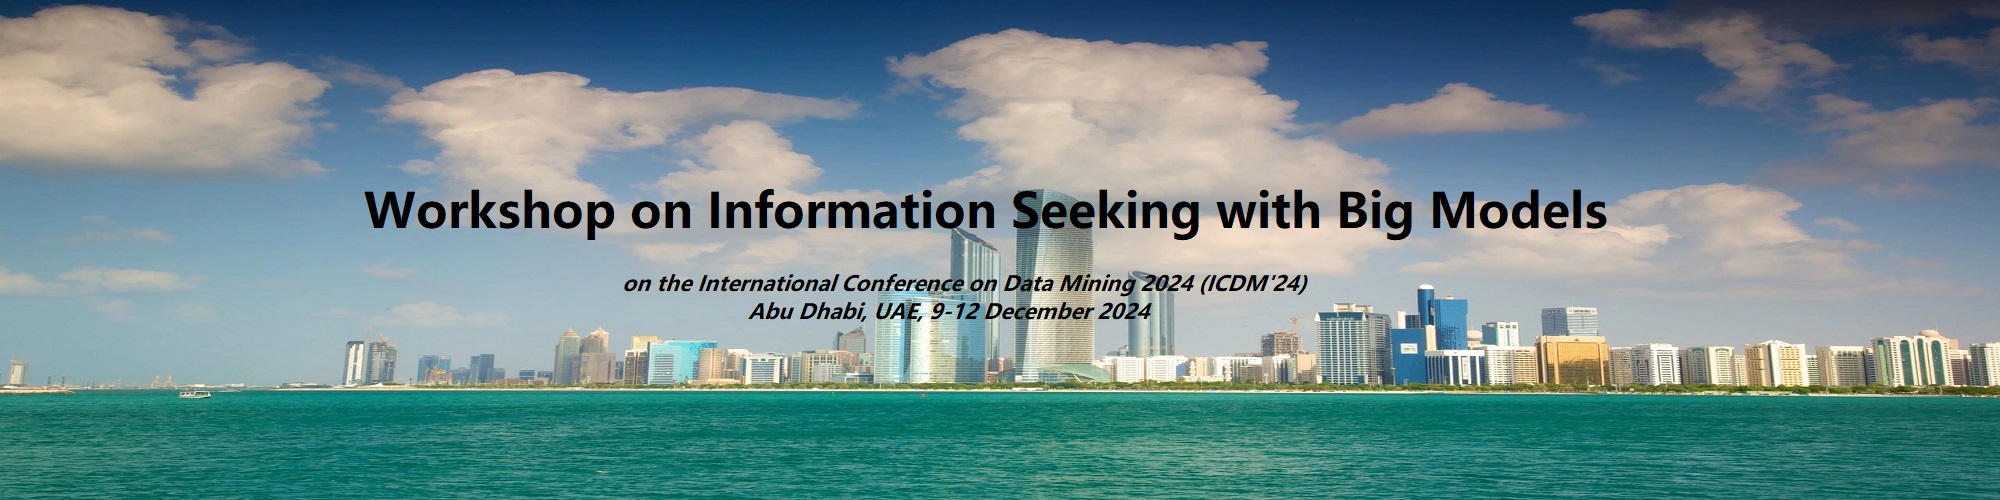 Workshop on Information Seeking with Big Models
on the International Conference on Data Mining 2024 (ICDM'24)
Abu Dhabi, UAE, 9-12 December 2024